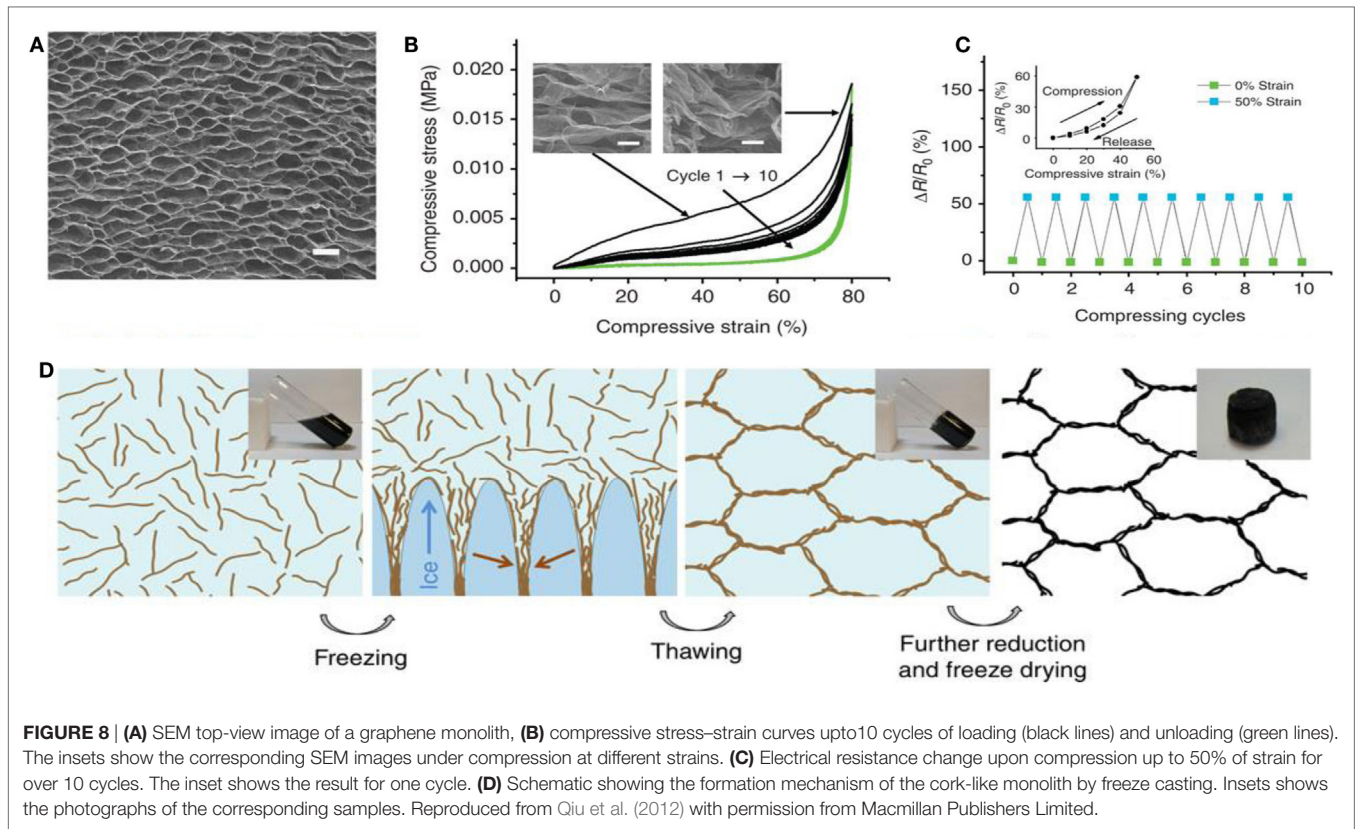 A
B
Compressive stress (MPa)
0.020
0.015
0.010
0.005
0.000
Cycle 1 → 10
0
20
40
60
80
Compressive strain (%)
C
ΔR/R0 (%)
150
100
50
0
ΔR/R0 (%)
60
30
0
Compression
Release
0 20 40 60
Compressive strain (%)
0% Strain
50% Strain
0 2 4 6 8 10
Compressing cycles
D
Ice
Freezing
Thawing
Further reduction
and freeze drying
FIGURE 8 | (A) SEM top-view image of a graphene monolith, (B) compressive stress–strain curves upto10 cycles of loading (black lines) and unloading (green lines).
The insets show the corresponding SEM images under compression at different strains. (C) Electrical resistance change upon compression up to 50% of strain for
over 10 cycles. The inset shows the result for one cycle. (D) Schematic showing the formation mechanism of the cork-like monolith by freeze casting. Insets shows
the photographs of the corresponding samples. Reproduced from Qiu et al. (2012) with permission from Macmillan Publishers Limited.